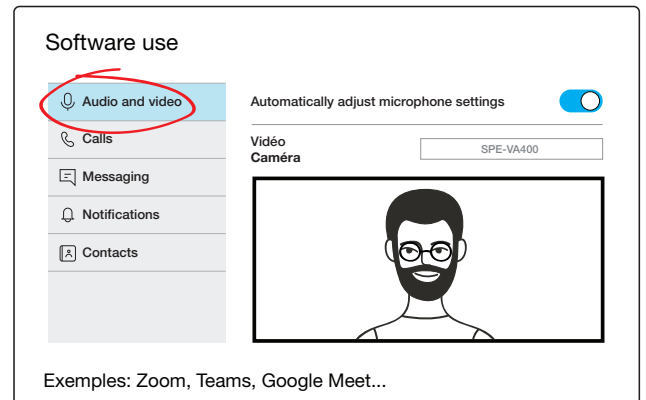 Software use
Audio and video
Calls
Messaging
Notifications
Contacts
Automatically adjust microphone settings
Vidéo
Caméra
SPE-VA400
Exemples: Zoom, Teams, Google Meet...